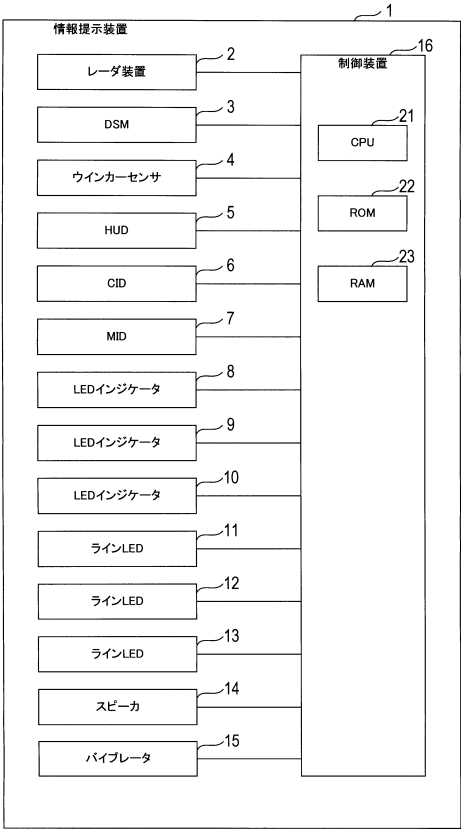 1
情報提示装置
レーダ装置
2
DSM
3
ウインカーセンサ
4
HUD
5
CID
6
MID
7
LEDインジケータ
8
LEDインジケータ
9
LEDインジケータ
10
ラインLED
11
ラインLED
12
ラインLED
13
スピーカ
14
バイブレータ
15
16
制御装置
21
CPU
22
ROM
23
RAM